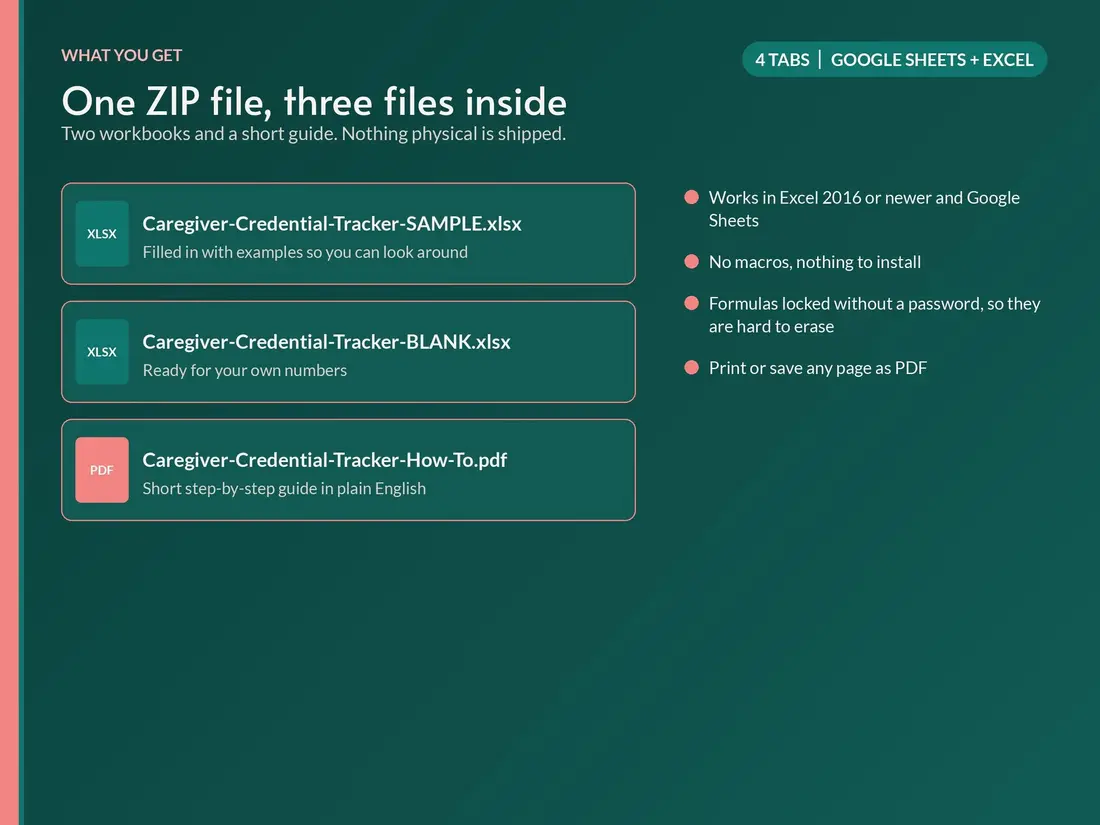 WHAT YOU GET
4 TABS | GOOGLE SHEETS + EXCEL
One ZIP file, three files inside
Two workbooks and a short guide. Nothing physical is shipped.
XLSX
Caregiver-Credential-Tracker-SAMPLE.xlsx
Filled in with examples so you can look around
XLSX
Caregiver-Credential-Tracker-BLANK.xlsx
Ready for your own numbers
PDF
Caregiver-Credential-Tracker-How-To.pdf
Short step-by-step guide in plain English
Works in Excel 2016 or newer and Google
Sheets
No macros, nothing to install
Formulas locked without a password, so they
are hard to erase
Print or save any page as PDF